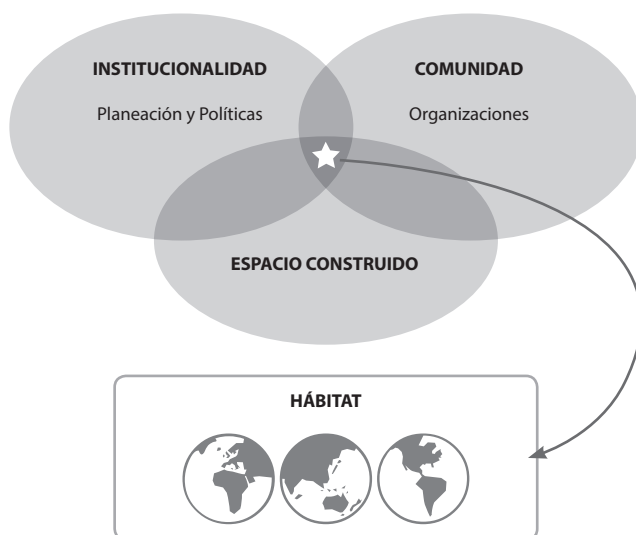 INSTITUCIONALIDAD
Planeación y Políticas
COMUNIDAD
Organizaciones
ESPACIO CONSTRUIDO
HÁBITAT